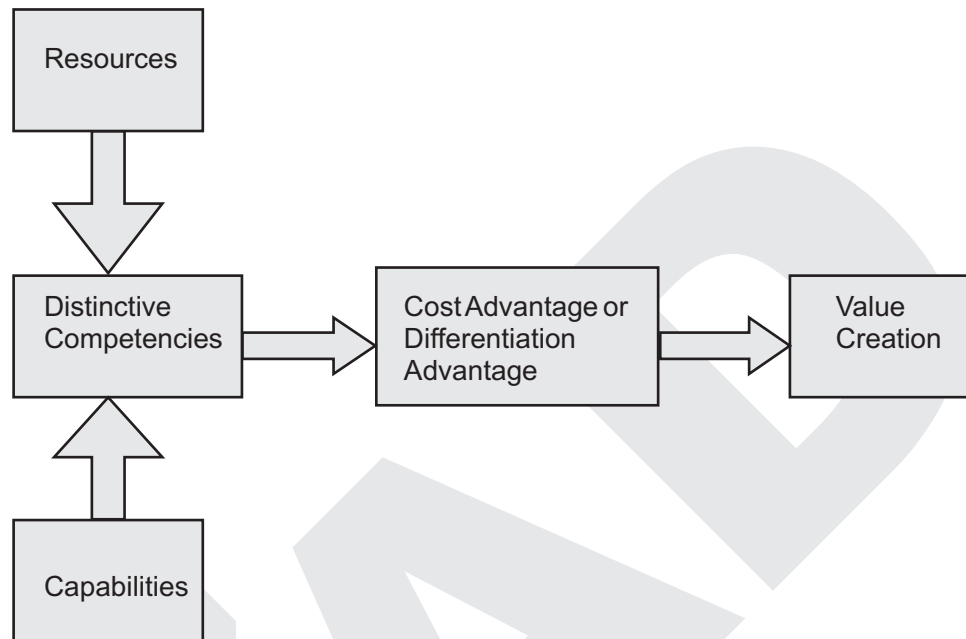 Resources
Distinctive
Competencies
Cost Advantage or
Differentiation
Advantage
Value
Creation
Capabilities